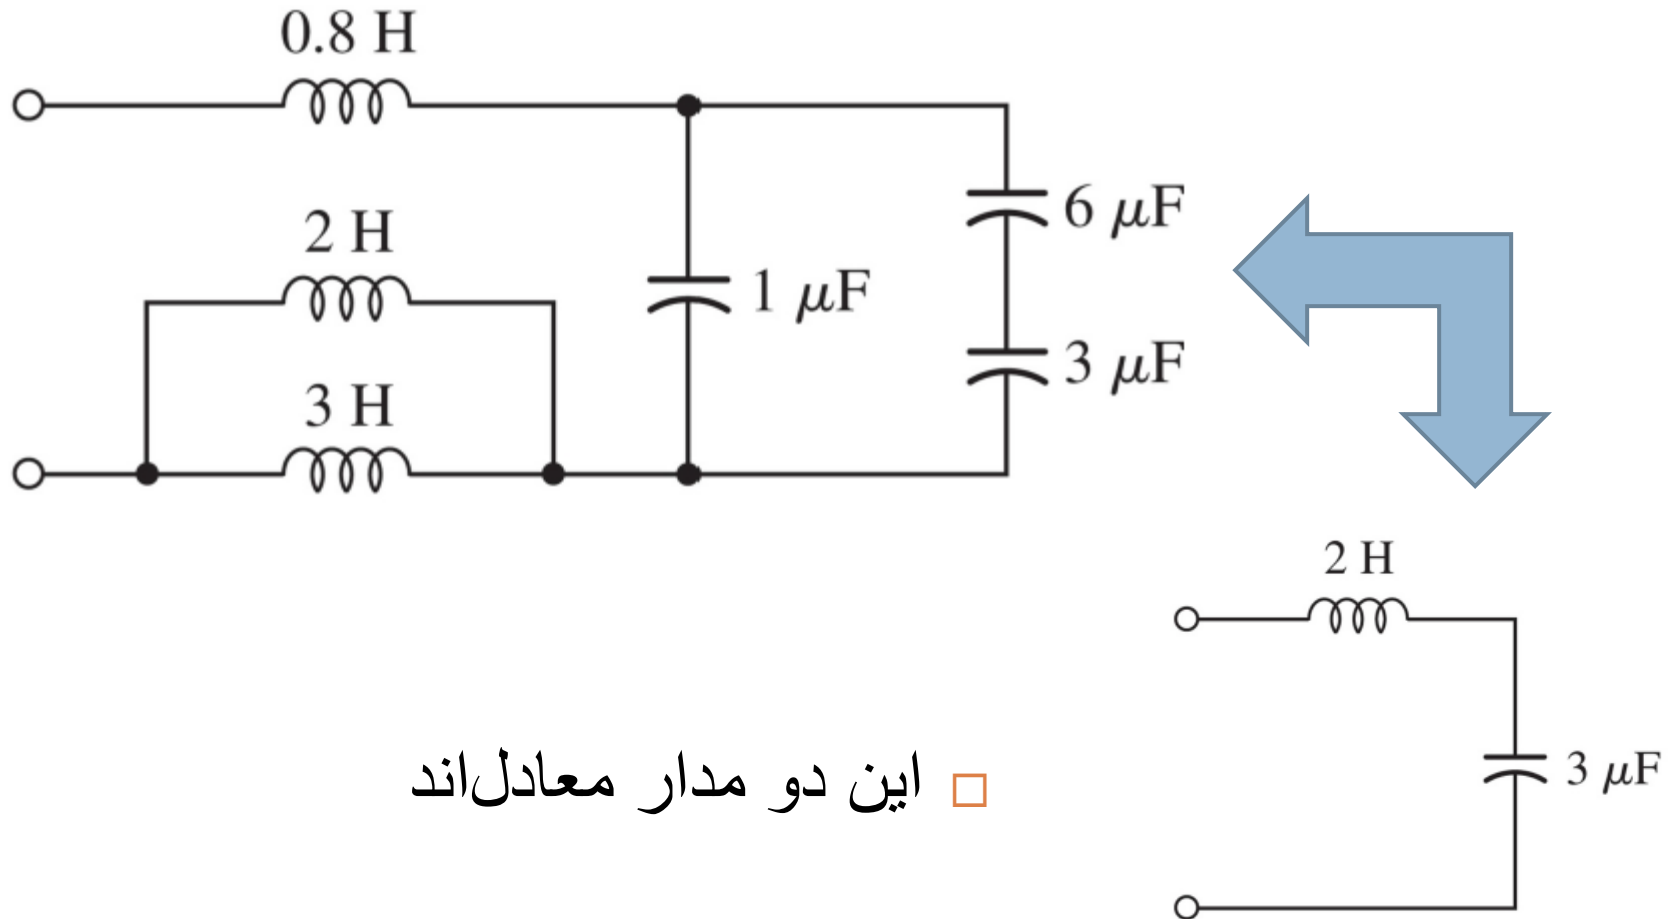 0.8 H
2 H
3 H
1 μF
6 μF
3 μF
2 H
3 μF
این دو مدار معادل‌اند